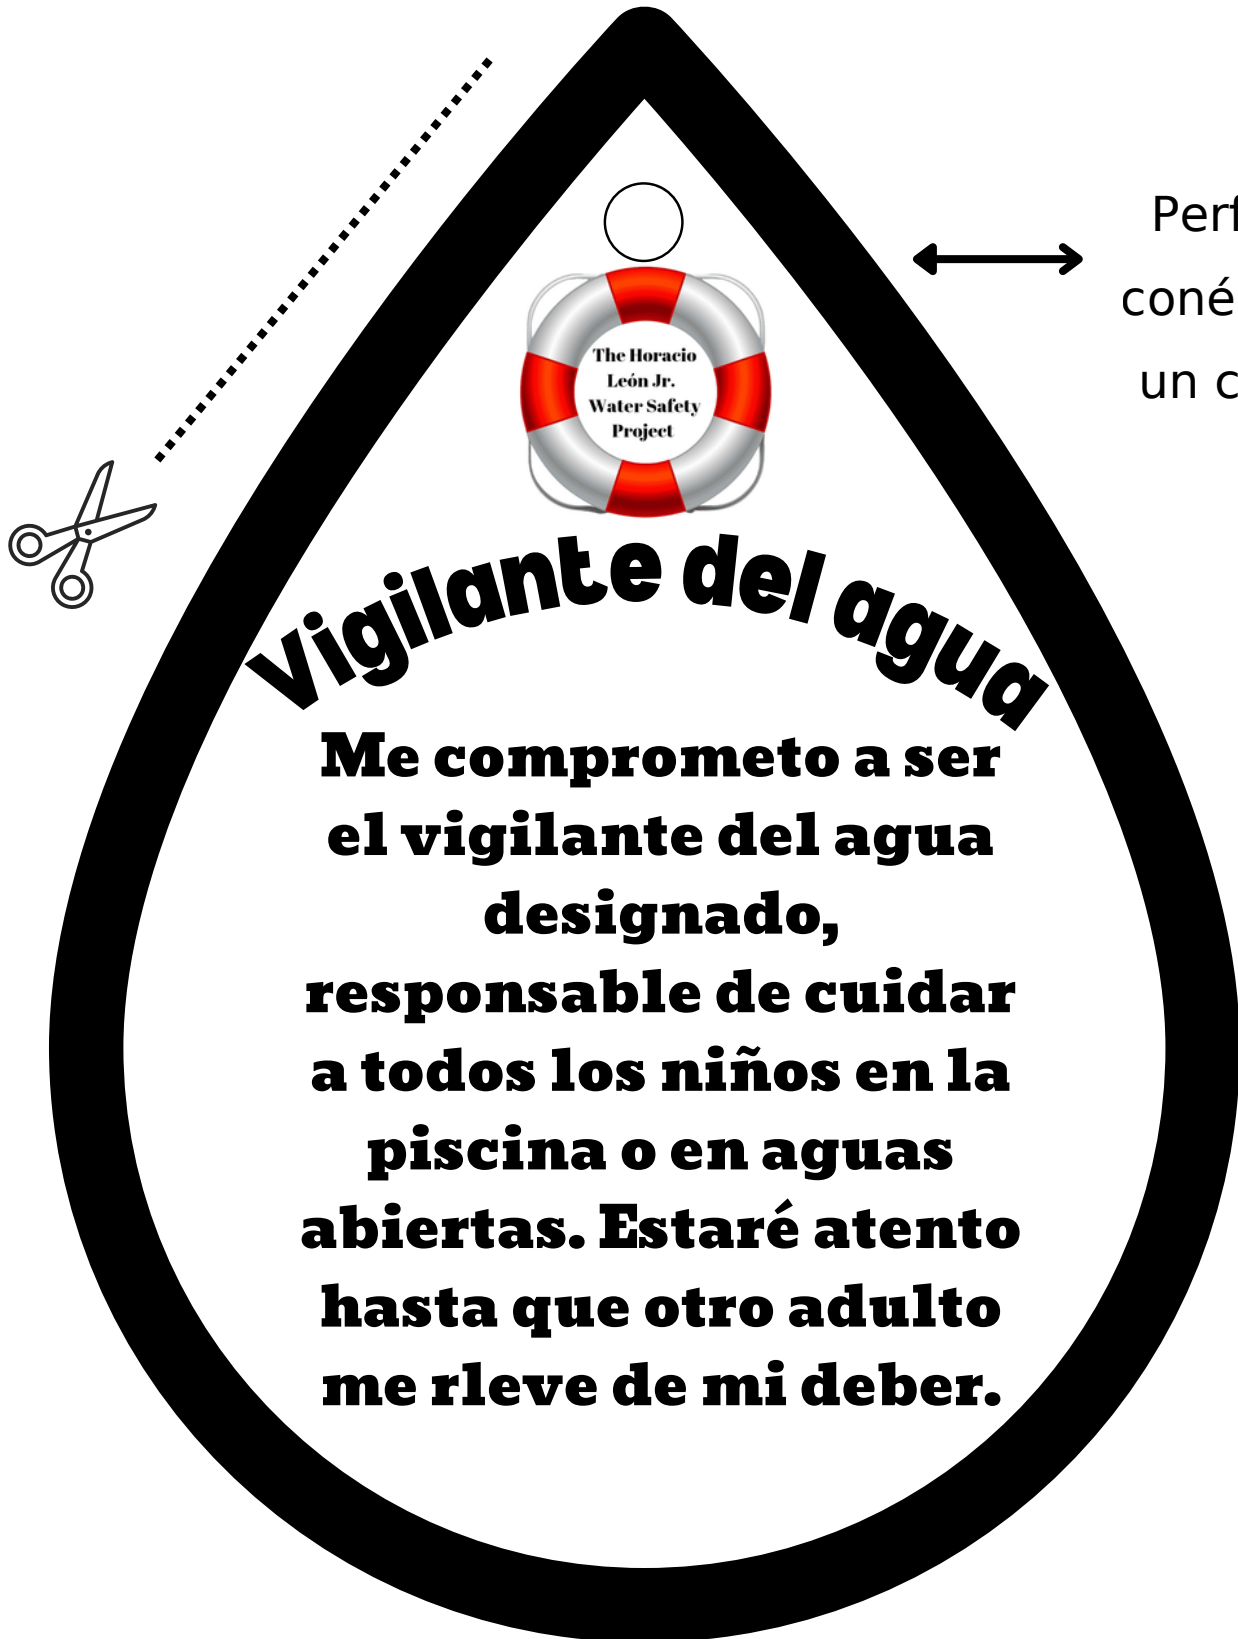 The Horacio
León Jr.
Water Safety
Project
Vigilante del agua
Me comprometo a ser
el vigilante del agua
designado,
responsable de cuidar
a todos los niños en la
piscina o en aguas
abiertas. Estaré atento
hasta que otro adulto
me rleve de mi deber.
un